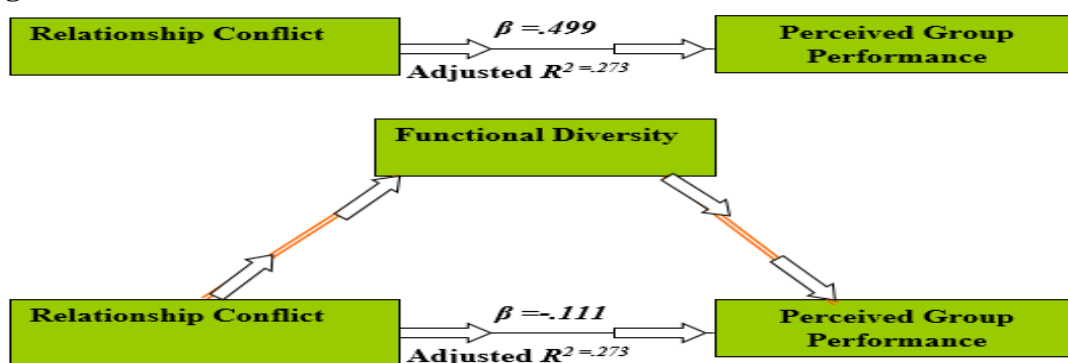 Relationship Conflict
β =.499
Adjusted R² =.273
Perceived Group
Performance
Functional Diversity
Relationship Conflict
β =-.111
Adjusted R² =.273
Perceived Group
Performance